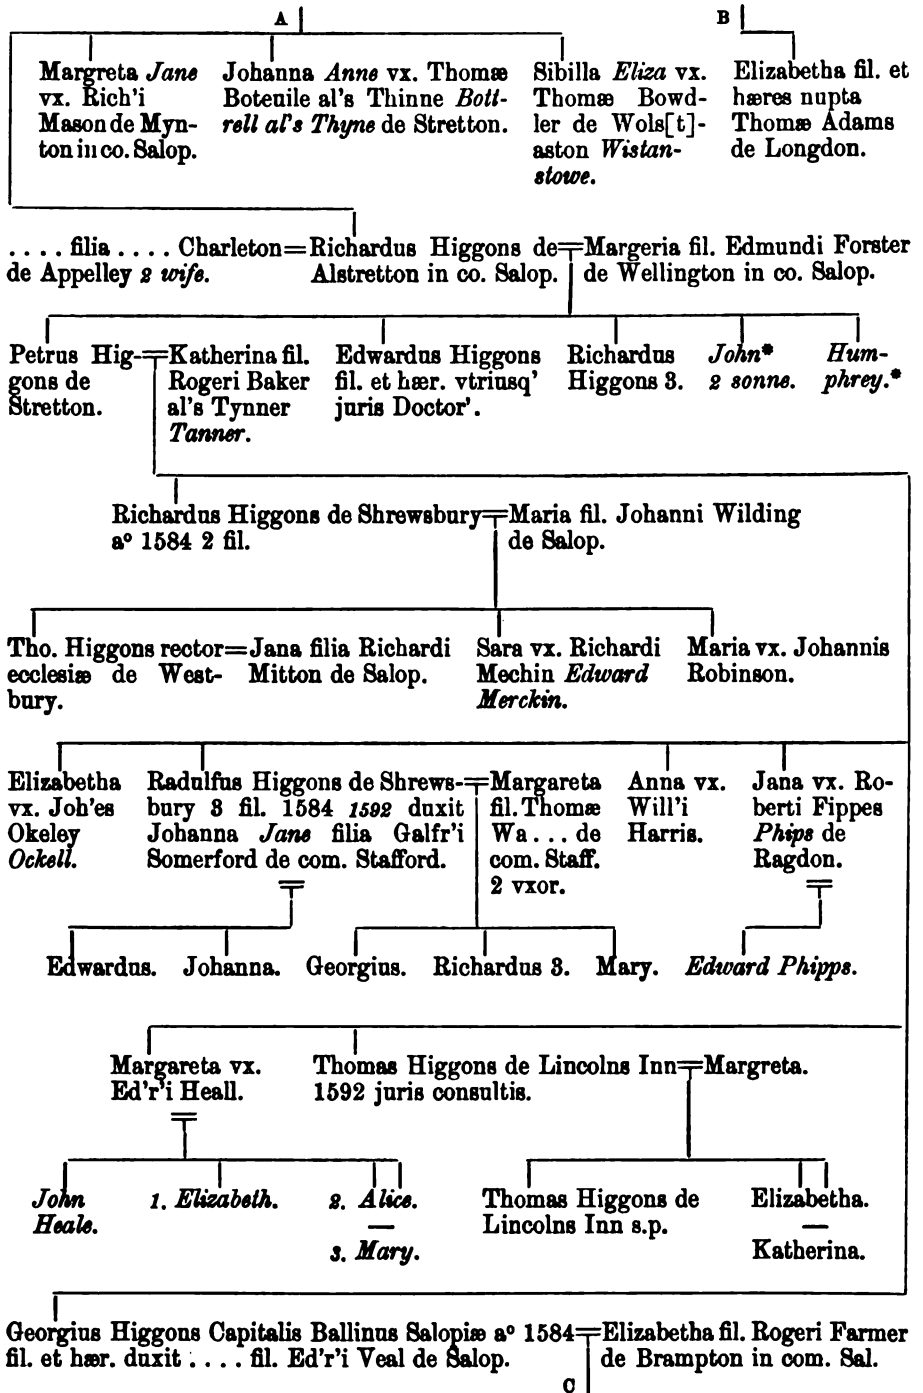 A
B
Margreta Jane
vx. Rich'i
Mason de Myn-
ton in co. Salop.
Johanna Anne vx. Thomæ
Boteuile al's Thinne Bott-
rell al's Thyne de Stretton.
Sibilla Eliza vx.
Thomæ Bowd-
ler de Wols[t]-
aston Wistan-
stowe.
Elizabetha fil. et
hæres nupta
Thomæ Adams
de Longdon.
.... filia .... Charleton=
de Appelley 2 wife.
Richardus Higgons de
Alstretton in co. Salop.
=Margeria fil. Edmundi Forster
de Wellington in co. Salop.
Petrus Hig-
gons de
Stretton.
=Katherina fil.
Rogeri Baker
al's Tynner
Tanner.
Edwardus Higgons
fil. et hær. vtriusq'
juris Doctor'.
Richardus
Higgons 3.
John*
2 sonne.
Hum-
phrey.*
Richardus Higgons de Shrewsbury
aº 1584 2 fil.
=Maria fil. Johanni Wilding
de Salop.
Tho. Higgons rector
ecclesiæ de West-
bury.
=Jana filia Richardi
Mitton de Salop.
Sara vx. Richardi
Mechin Edward
Merckin.
Maria vx. Johannis
Robinson.
Elizabetha
vx. Joh'es
Okeley
Ockell.
Radulfus Higgons de Shrews-
bury 3 fil. 1584 1592 duxit
Johanna Jane filia Galfr'i
Somerford de com. Stafford.
=Margareta
fil. Thomæ
Wa... de
com. Staff.
2 vxor.
Anna vx.
Will'i
Harris.
Jana vx. Ro-
berti Fippes
Phips de
Ragdon.
Edwardus. Johanna. Georgius. Richardus 3. Mary. Edward Phipps.
Margareta vx.
Ed'r'i Heall.
Thomas Higgons de Lincolns Inn=Margreta.
1592 juris consultis.
John
Heale.
1. Elizabeth.
2. Alice.
—
3. Mary.
Thomas Higgons de
Lincolns Inn s.p.
Elizabetha.
—
Katherina.
Georgius Higgons Capitalis Ballinus Salopiæ aº 1584
fil. et hær. duxit .... fil. Ed'r'i Veal de Salop.
=Elizabetha fil. Rogeri Farmer
de Brampton in com. Sal.
C